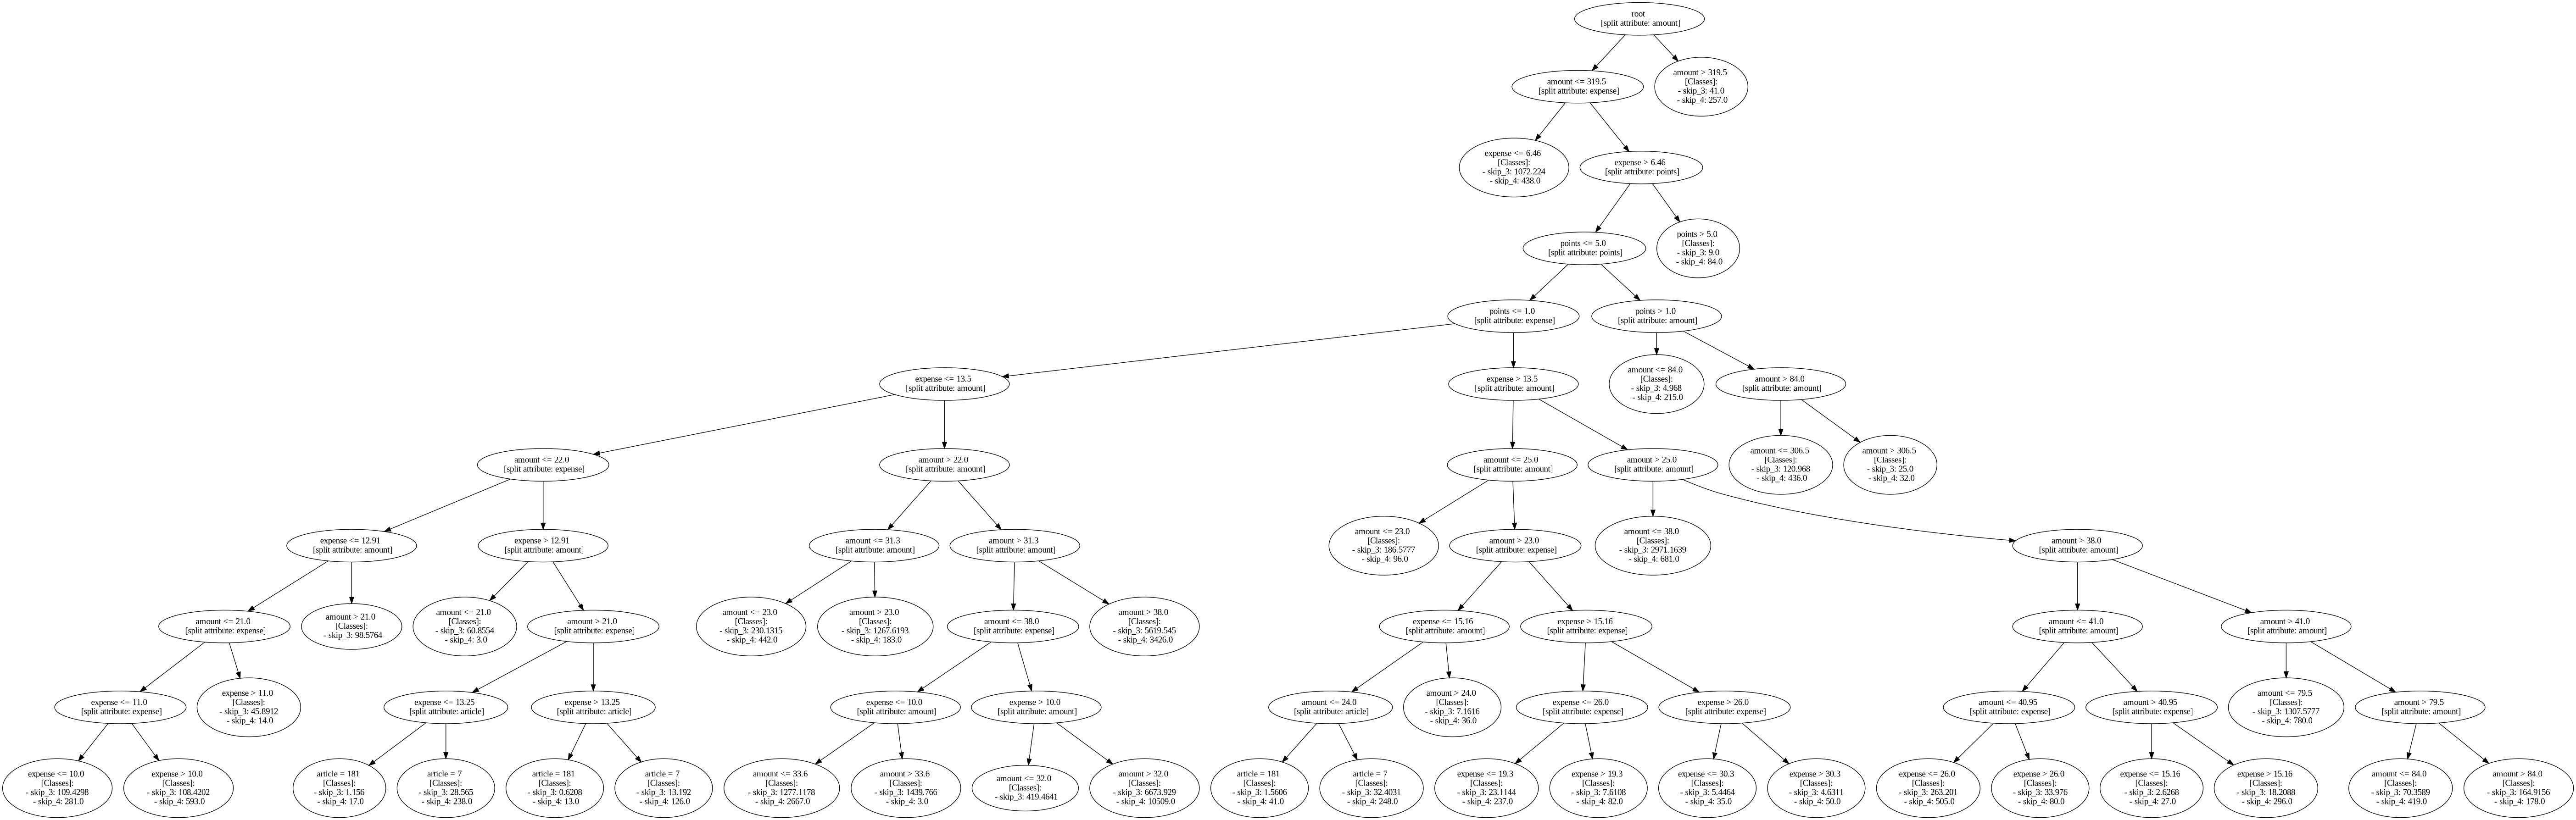 root
[split attribute: amount]
amount <= 319.5
[split attribute: expense]
amount > 319.5
[Classes]:
- skip_3: 41.0
- skip_4: 257.0
expense <= 6.46
[Classes]:
- skip_3: 1072.224
- skip_4: 438.0
expense > 6.46
[split attribute: points]
points <= 5.0
[split attribute: points]
points > 5.0
[Classes]:
- skip_3: 9.0
- skip_4: 84.0
points <= 1.0
[split attribute: expense]
points > 1.0
[split attribute: amount]
expense <= 13.5
[split attribute: amount]
expense > 13.5
[split attribute: amount]
amount <= 84.0
[Classes]:
- skip_3: 4.968
- skip_4: 215.0
amount > 84.0
[split attribute: amount]
amount <= 22.0
[split attribute: expense]
amount > 22.0
[split attribute: amount]
amount <= 25.0
[split attribute: amount]
amount > 25.0
[split attribute: amount]
amount <= 306.5
[Classes]:
- skip_3: 120.968
- skip_4: 436.0
amount > 306.5
[Classes]:
- skip_3: 25.0
- skip_4: 32.0
expense <= 12.91
[split attribute: amount]
expense > 12.91
[split attribute: amount]
amount <= 31.3
[split attribute: amount]
amount > 31.3
[split attribute: amount]
amount <= 23.0
[Classes]:
- skip_3: 186.5777
- skip_4: 96.0
amount > 23.0
[split attribute: expense]
amount <= 38.0
[Classes]:
- skip_3: 2971.1639
- skip_4: 681.0
amount > 38.0
[split attribute: amount]
amount <= 21.0
[split attribute: expense]
amount > 21.0
[Classes]:
- skip_3: 98.5764
amount <= 21.0
[Classes]:
- skip_3: 60.8554
- skip_4: 3.0
amount > 21.0
[split attribute: expense]
amount <= 23.0
[Classes]:
- skip_3: 230.1315
- skip_4: 442.0
amount > 23.0
[Classes]:
- skip_3: 1267.6193
- skip_4: 183.0
amount <= 38.0
[split attribute: expense]
amount > 38.0
[Classes]:
- skip_3: 5619.545
- skip_4: 3426.0
expense <= 15.16
[split attribute: amount]
expense > 15.16
[split attribute: expense]
amount <= 41.0
[split attribute: amount]
amount > 41.0
[split attribute: amount]
expense <= 11.0
[split attribute: expense]
expense > 11.0
[Classes]:
- skip_3: 45.8912
- skip_4: 14.0
expense <= 13.25
[split attribute: article]
expense > 13.25
[split attribute: article]
expense <= 10.0
[split attribute: amount]
expense > 10.0
[split attribute: amount]
amount <= 24.0
[split attribute: article]
amount > 24.0
[Classes]:
- skip_3: 7.1616
- skip_4: 36.0
expense <= 26.0
[split attribute: expense]
expense > 26.0
[split attribute: expense]
amount <= 40.95
[split attribute: expense]
amount > 40.95
[split attribute: expense]
amount <= 79.5
[Classes]:
- skip_3: 1307.5777
- skip_4: 780.0
amount > 79.5
[split attribute: amount]
expense <= 10.0
[Classes]:
- skip_3: 109.4298
- skip_4: 281.0
expense > 10.0
[Classes]:
- skip_3: 108.4202
- skip_4: 593.0
article = 181
[Classes]:
- skip_3: 1.156
- skip_4: 17.0
article = 7
[Classes]:
- skip_3: 28.565
- skip_4: 238.0
article = 181
[Classes]:
- skip_3: 0.6208
- skip_4: 13.0
article = 7
[Classes]:
- skip_3: 13.192
- skip_4: 126.0
amount <= 33.6
[Classes]:
- skip_3: 1277.1178
- skip_4: 2667.0
amount > 33.6
[Classes]:
- skip_3: 1439.766
- skip_4: 3.0
amount <= 32.0
[Classes]:
- skip_3: 419.4641
amount > 32.0
[Classes]:
- skip_3: 6673.929
- skip_4: 10509.0
article = 181
[Classes]:
- skip_3: 1.5606
- skip_4: 41.0
article = 7
[Classes]:
- skip_3: 32.4031
- skip_4: 248.0
expense <= 19.3
[Classes]:
- skip_3: 23.1144
- skip_4: 237.0
expense > 19.3
[Classes]:
- skip_3: 7.6108
- skip_4: 82.0
expense <= 30.3
[Classes]:
- skip_3: 5.4464
- skip_4: 35.0
expense > 30.3
[Classes]:
- skip_3: 4.6311
- skip_4: 50.0
expense <= 26.0
[Classes]:
- skip_3: 263.201
- skip_4: 505.0
expense > 26.0
[Classes]:
- skip_3: 33.976
- skip_4: 80.0
expense <= 15.16
[Classes]:
- skip_3: 2.6268
- skip_4: 27.0
expense > 15.16
[Classes]:
- skip_3: 18.2088
- skip_4: 296.0
amount <= 84.0
[Classes]:
- skip_3: 70.3589
- skip_4: 419.0
amount > 84.0
[Classes]:
- skip_3: 164.9156
- skip_4: 178.0